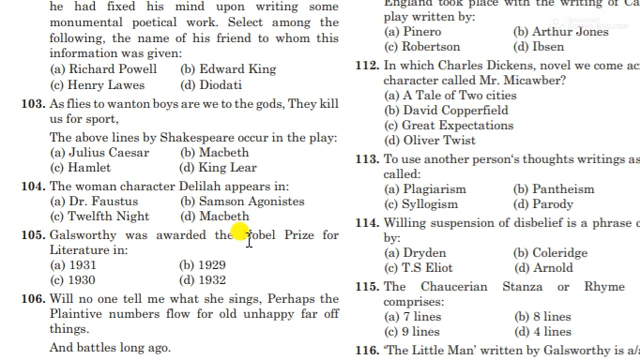 he had fixed his mind upon writing some
monumental poetical work. Select among the
following, the name of his friend to whom this
information was given:
(a) Richard Powell (b) Edward King
(c) Henry Lawes (d) Diodati
103. As flies to wanton boys are we to the gods, They kill
us for sport,
The above lines by Shakespeare occur in the play:
(a) Julius Caesar (b) Macbeth
(c) Hamlet (d) King Lear
104. The woman character Delilah appears in:
(a) Dr. Faustus (b) Samson Agonistes
(c) Twelfth Night (d) Macbeth
105. Galsworthy was awarded the Nobel Prize for
Literature in:
(a) 1931 (b) 1929
(c) 1930 (d) 1932
106. Will no one tell me what she sings, Perhaps the
Plaintive numbers flow for old unhappy far off
things.
And battles long ago.
England took place with the writing of Ca
play written by:
(a) Pinero (b) Arthur Jones
(c) Robertson (d) Ibsen
112. In which Charles Dickens, novel we come acr
character called Mr. Micawber?
(a) A Tale of Two cities
(b) David Copperfield
(c) Great Expectations
(d) Oliver Twist
113. To use another person's thoughts writings as
called:
(a) Plagiarism (b) Pantheism
(c) Syllogism (d) Parody
114. Willing suspension of disbelief is a phrase c
by:
(a) Dryden (b) Coleridge
(c) T.S Eliot (d) Arnold
115. The Chaucerian Stanza or Rhyme
comprises:
(a) 7 lines (b) 8 lines
(c) 9 lines (d) 4 lines
116. 'The Little Man' written by Galsworthy is a/a